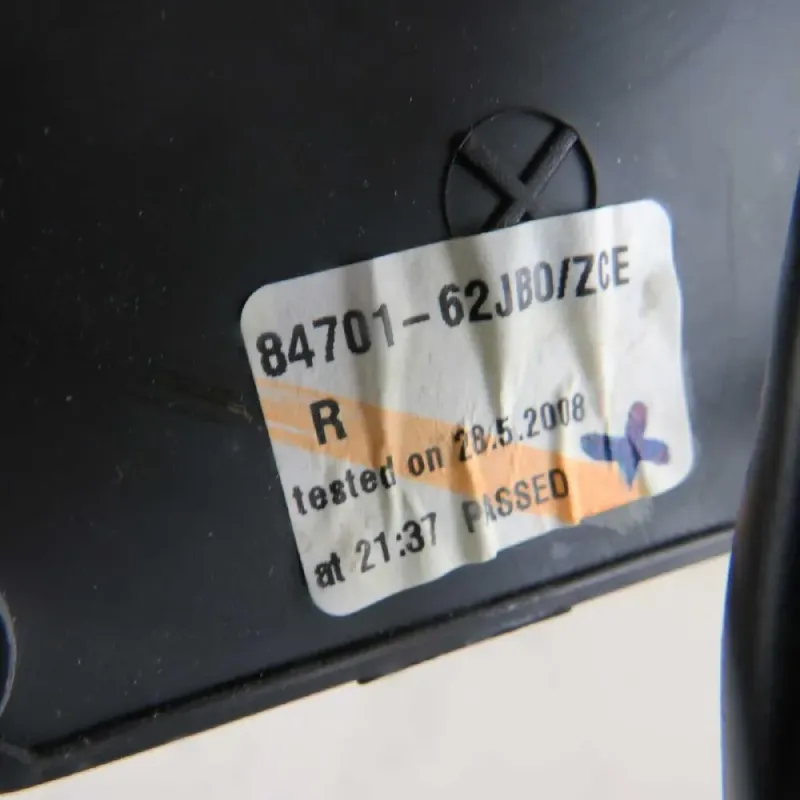 84701-62JB0/ZCE
R
tested on 28.5.2008
at 21:37 PASSED